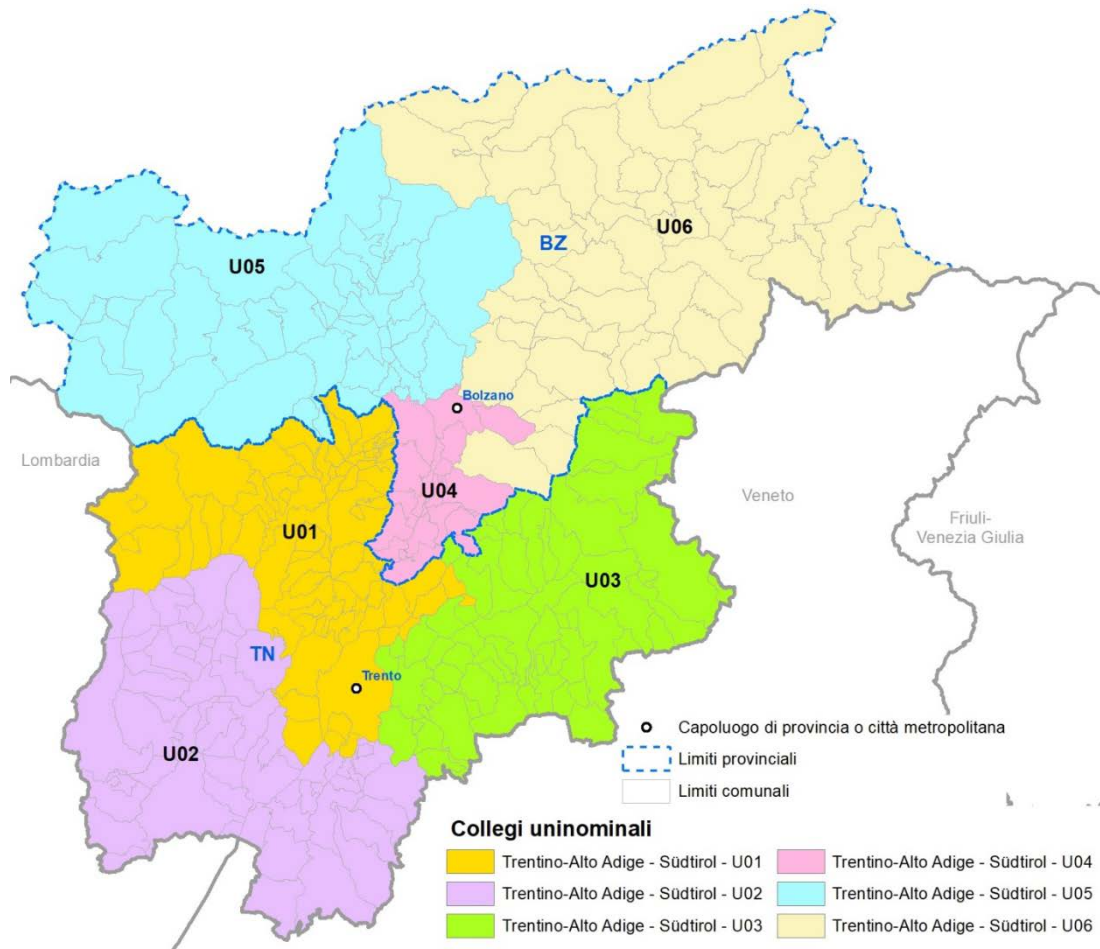 U06
BZ
U05
Bolzano
Lombardia
U04
Veneto
U01
Friuli-
Venezia Giulia
U03
TN
Trento
U02
Capoluogo di provincia o città metropolitana
Limiti provinciali
Limiti comunali
Collegi uninominali
Trentino-Alto Adige - Südtirol - U01
Trentino-Alto Adige - Südtirol - U04
Trentino-Alto Adige - Südtirol - U02
Trentino-Alto Adige - Südtirol - U05
Trentino-Alto Adige - Südtirol - U03
Trentino-Alto Adige - Südtirol - U06